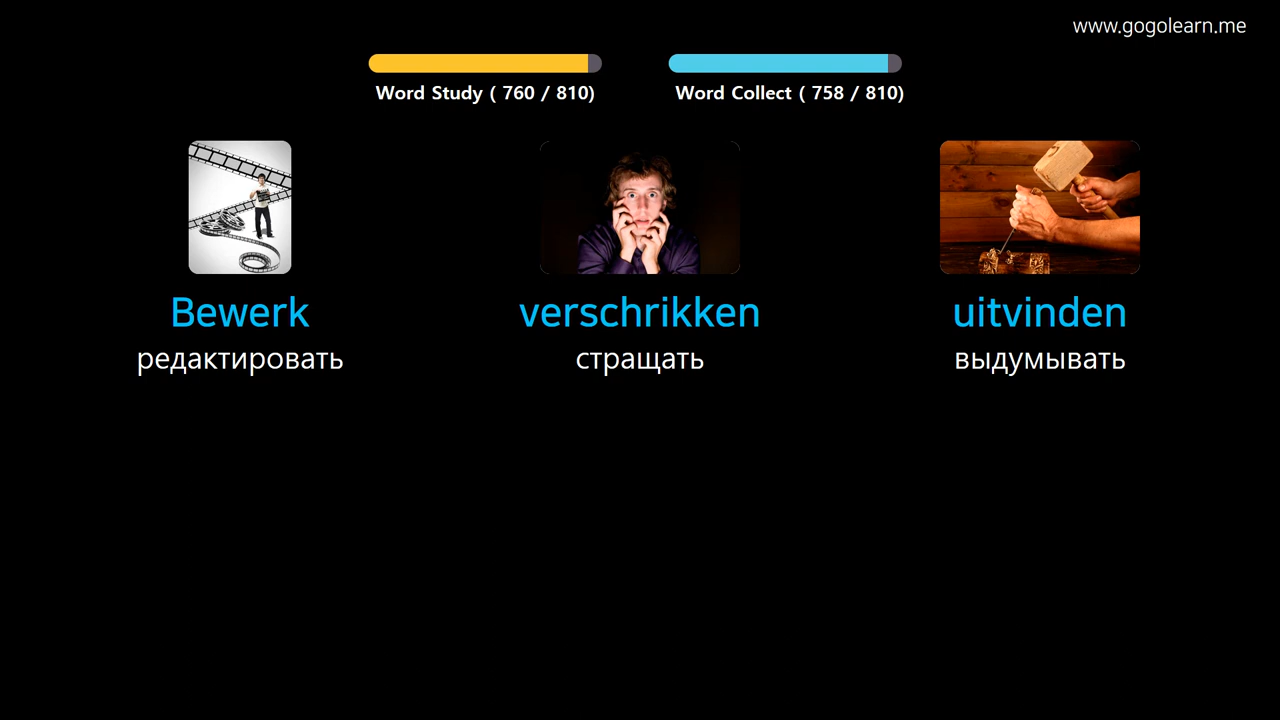 www.gogolearn.me
Word Study ( 760 / 810)
Word Collect ( 758 / 810)
Bewerk
редактировать
verschrikken
стращать
uitvinden
выдумывать